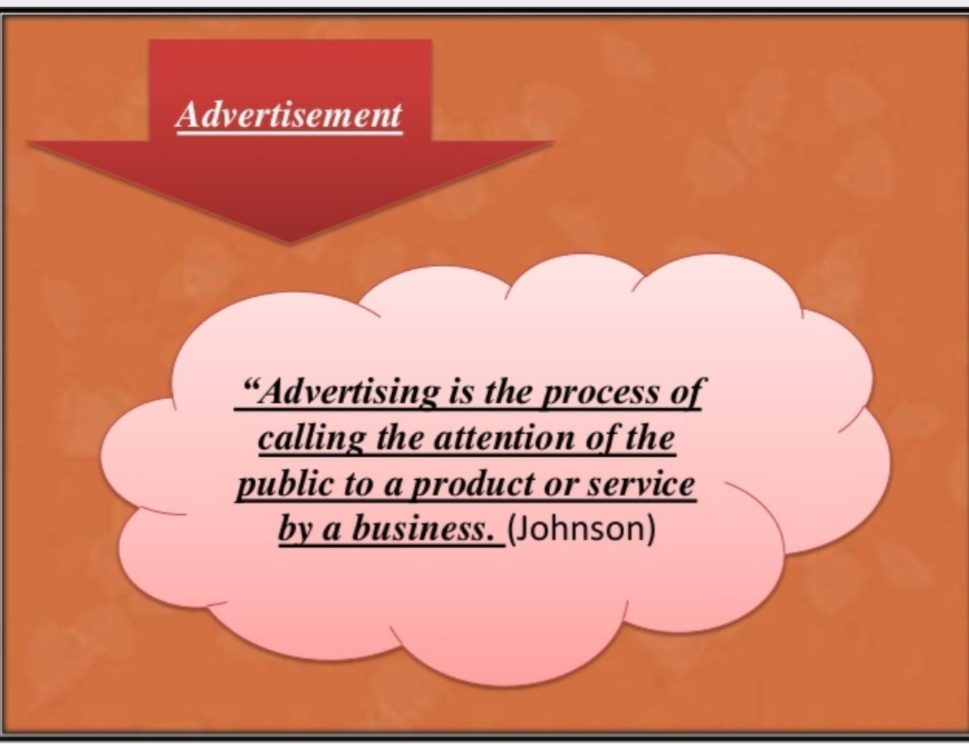 Advertisement
“Advertising is the process of
calling the attention of the
public to a product or service
by a business. (Johnson)